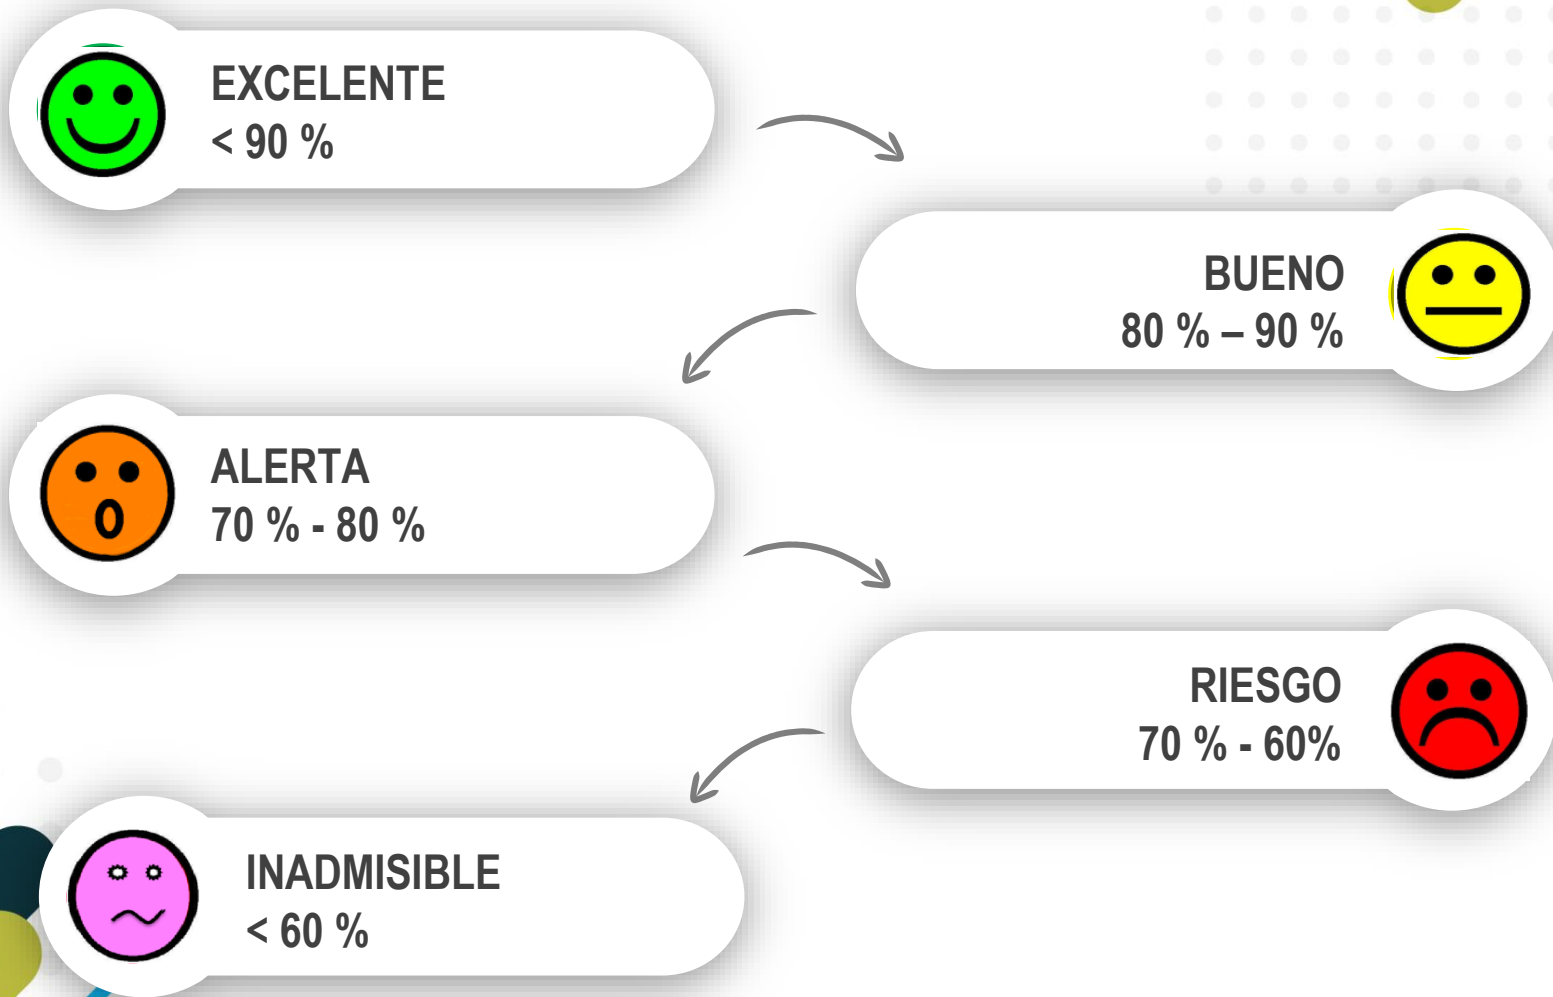 EXCELENTE
< 90 %
BUENO
80 % – 90 %
ALERTA
70 % - 80 %
RIESGO
70 % - 60%
INADMISIBLE
< 60 %